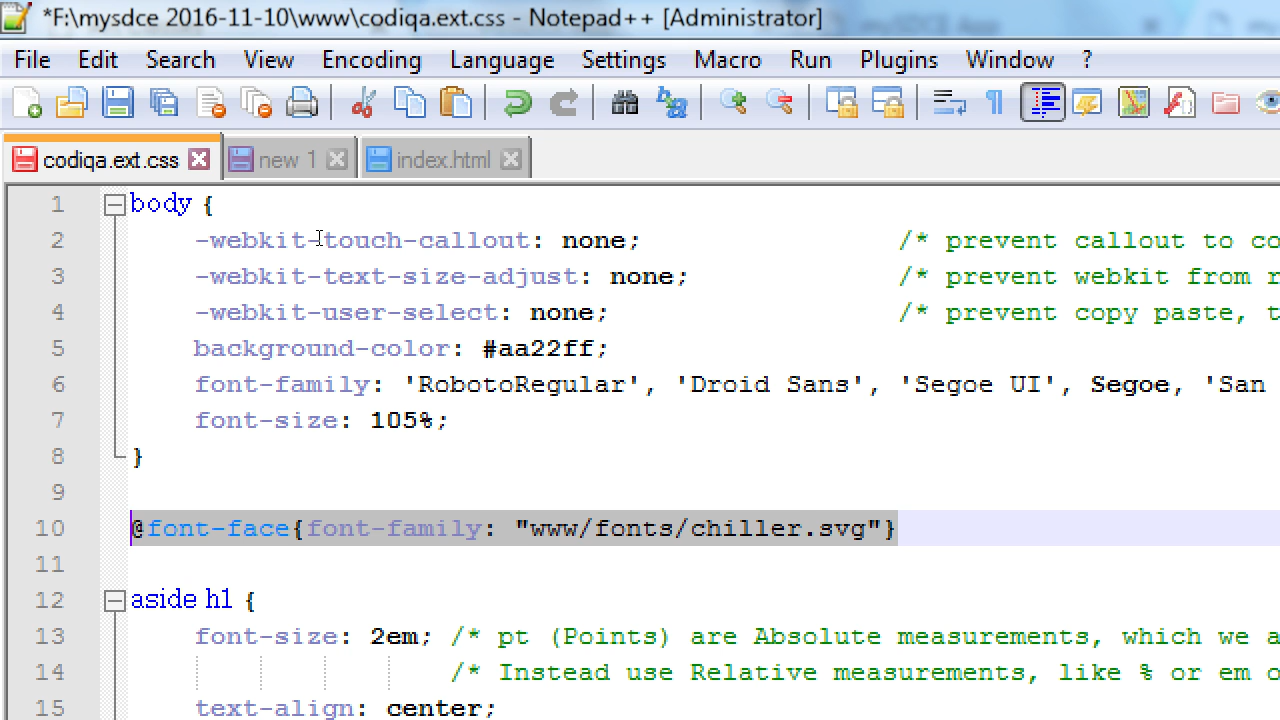 *F:\mysdce 2016-11-10\www\codiqa.ext.css - Notepad++ [Administrator]
File Edit Search View Encoding Language Settings Macro Run Plugins Window ?
codiqa.ext.css new 1 index.html
1 body {
2 -webkit-touch-callout: none; /* prevent callout to co
3 -webkit-text-size-adjust: none; /* prevent webkit from r
4 -webkit-user-select: none; /* prevent copy paste, t
5 background-color: #aa22ff;
6 font-family: 'RobotoRegular', 'Droid Sans', 'Segoe UI', Segoe, 'San
7 font-size: 105%;
8 }
9
10 @font-face{font-family: "www/fonts/chiller.svg"}
11
12 aside h1 {
13 font-size: 2em; /* pt (Points) are Absolute measurements, which we a
14 /* Instead use Relative measurements, like % or em o
15 text-align: center;